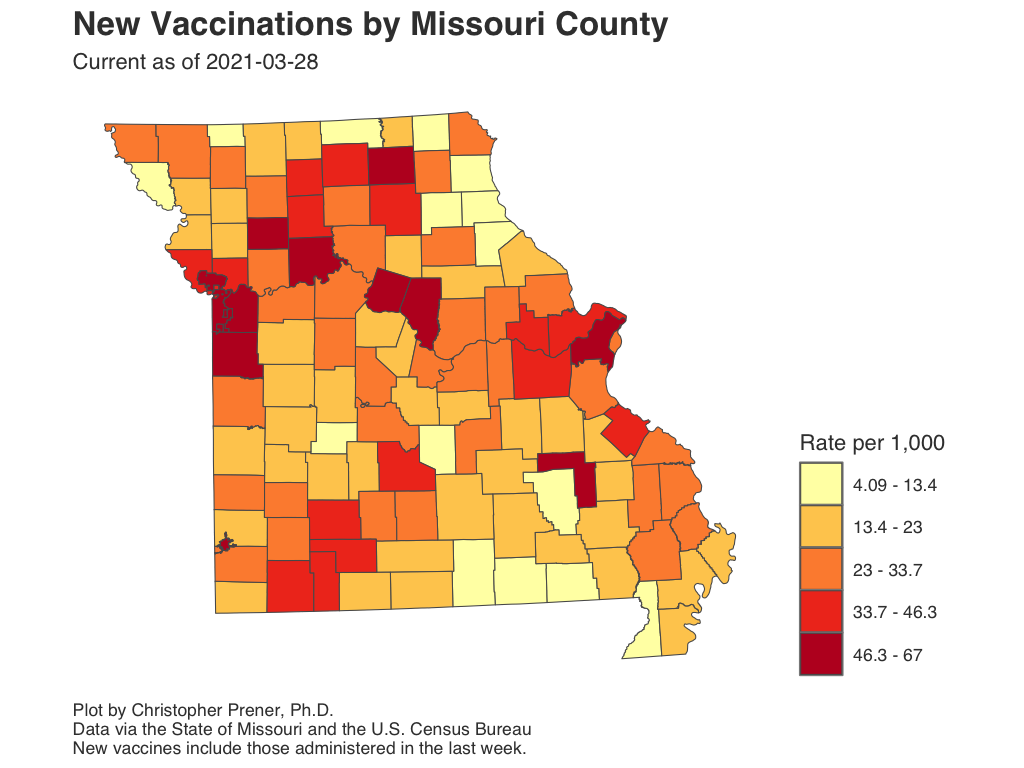 New Vaccinations by Missouri County
Current as of 2021-03-28
Rate per 1,000
4.09 - 13.4
13.4 - 23
23 - 33.7
33.7 - 46.3
46.3 - 67
Plot by Christopher Prener, Ph.D.
Data via the State of Missouri and the U.S. Census Bureau
New vaccines include those administered in the last week.